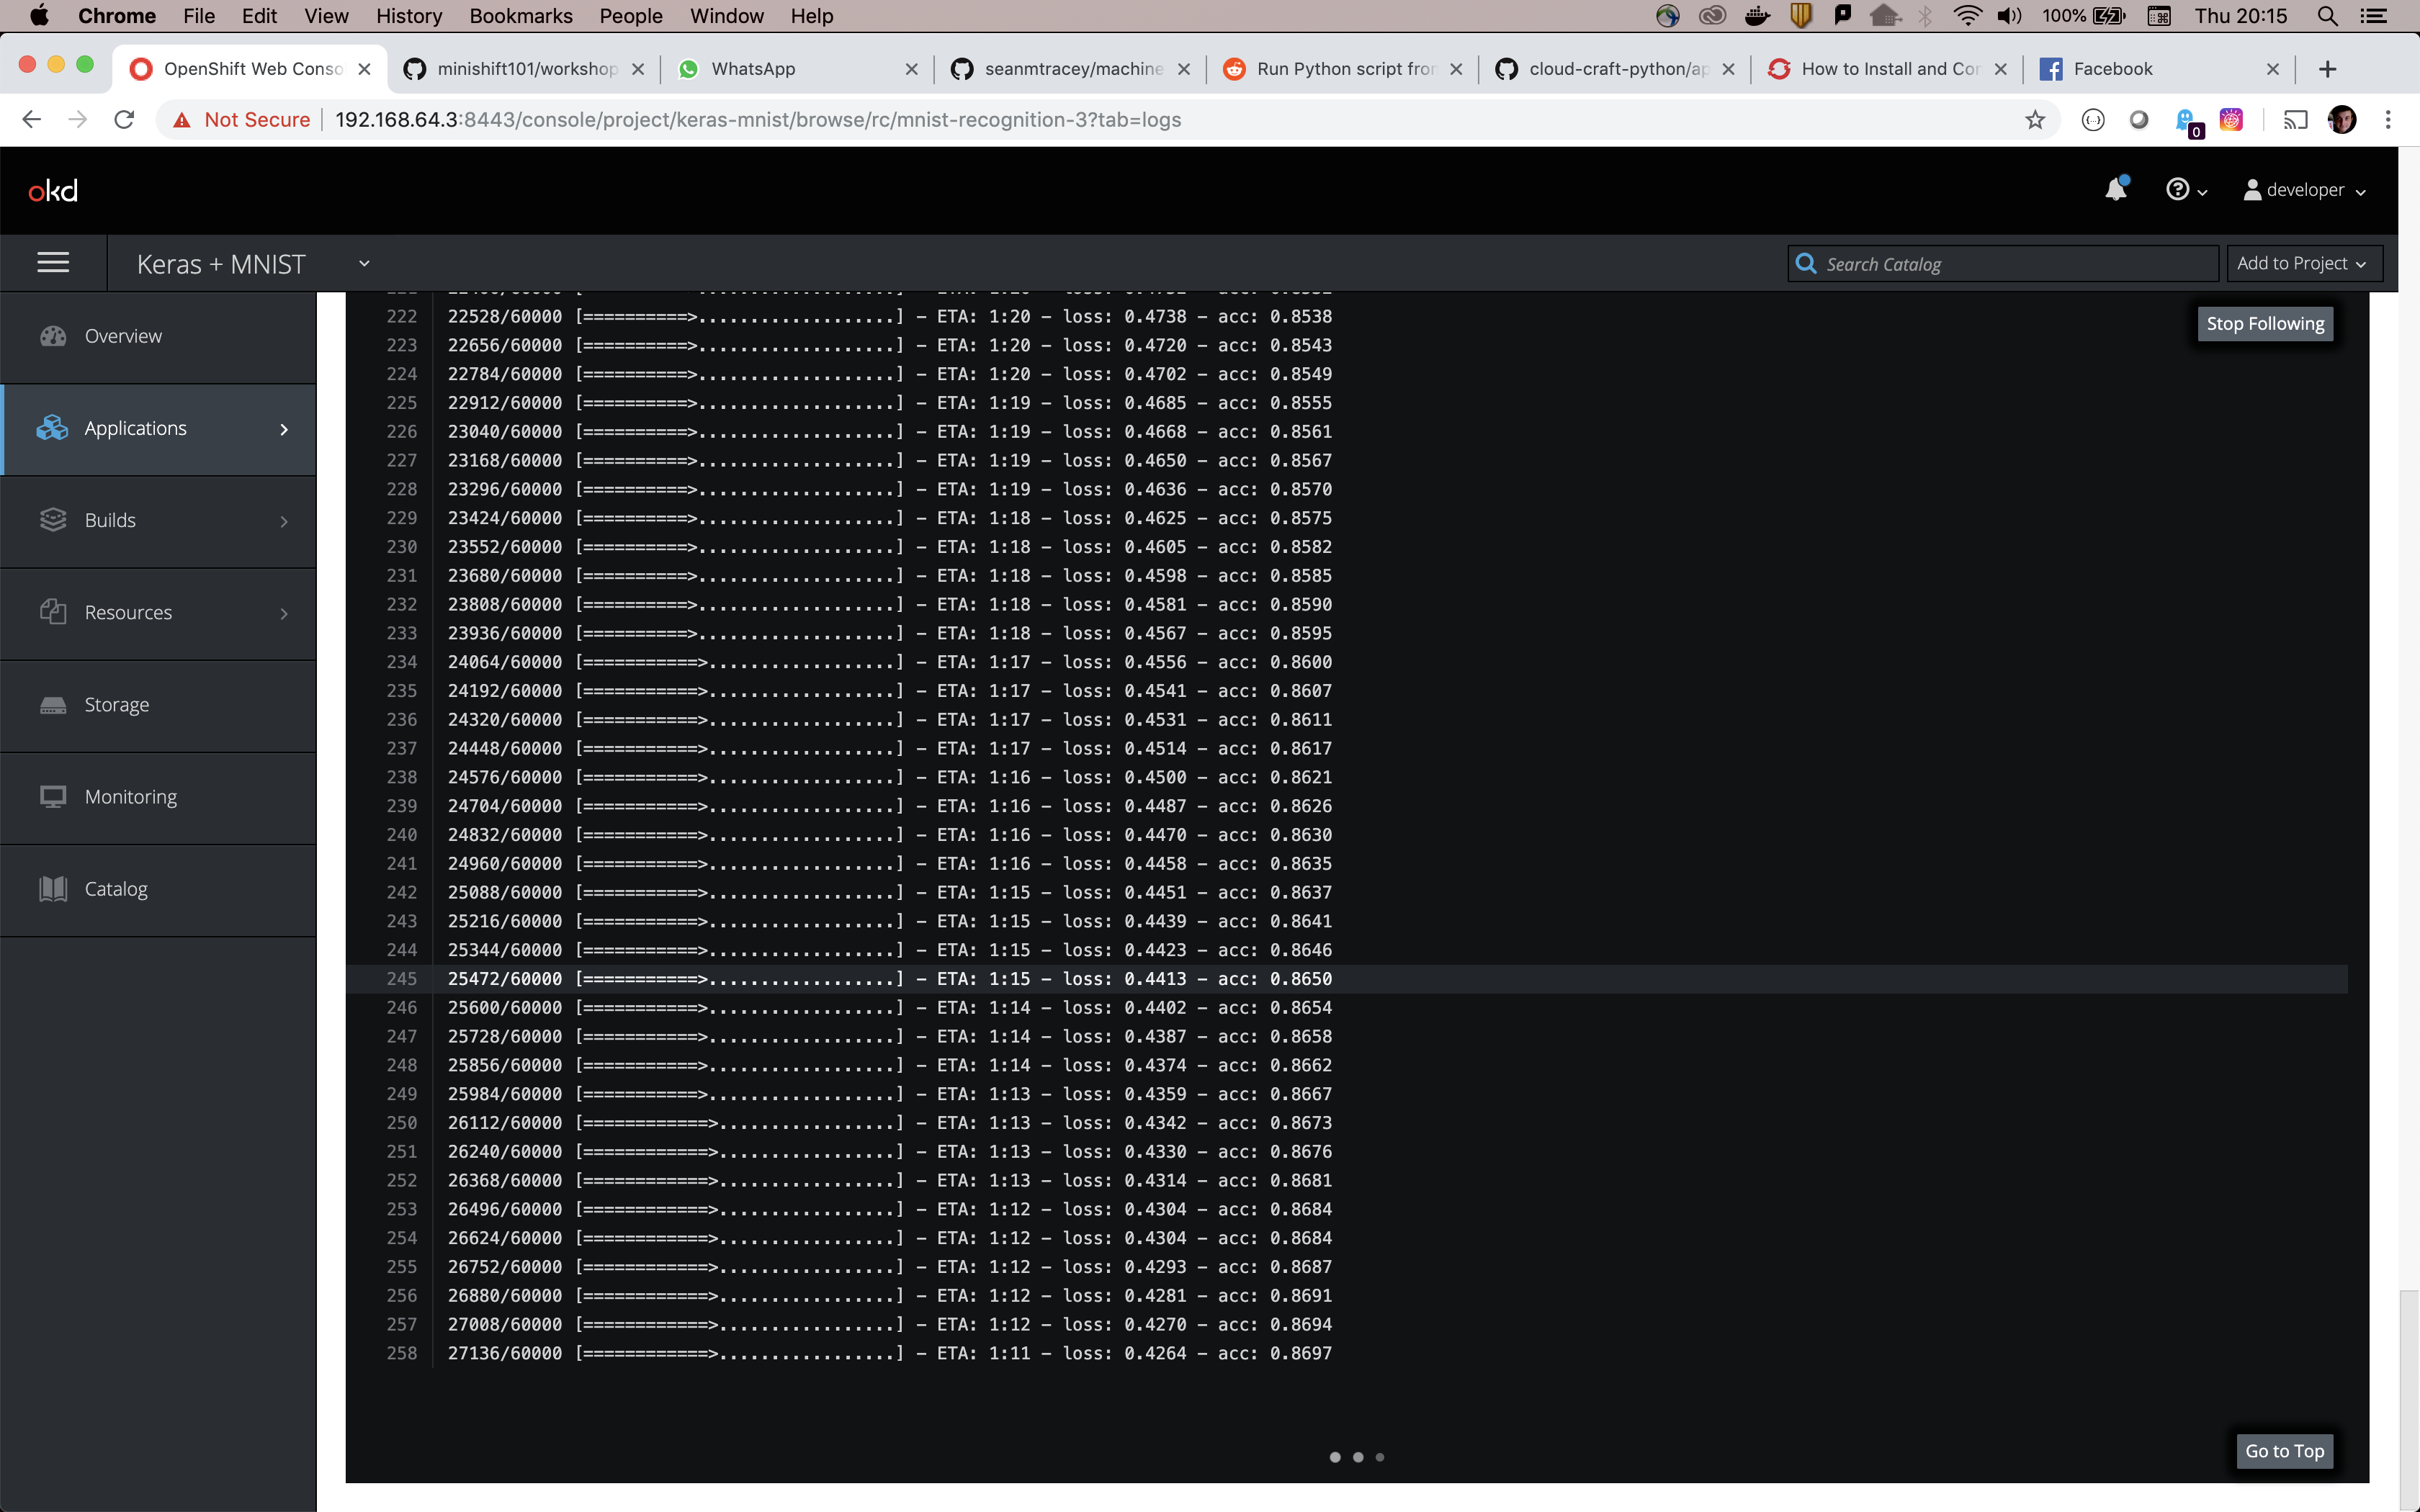 Chrome File Edit View History Bookmarks People Window Help 100% Thu 20:15
OpenShift Web Conso minishift101/workshop WhatsApp seanmtracey/machine Run Python script from cloud-craft-python/ap How to Install and Con Facebook
Not Secure 192.168.64.3:8443/console/project/keras-mnist/browse/rc/mnist-recognition-3?tab=logs 0
okd developer
Keras + MNIST Search Catalog Add to Project
Overview
Applications
Builds
Resources
Storage
Monitoring
Catalog
Stop Following
222 22528/60000 [==========>...................] - ETA: 1:20 - loss: 0.4738 - acc: 0.8538
223 22656/60000 [==========>...................] - ETA: 1:20 - loss: 0.4720 - acc: 0.8543
224 22784/60000 [==========>...................] - ETA: 1:20 - loss: 0.4702 - acc: 0.8549
225 22912/60000 [==========>...................] - ETA: 1:19 - loss: 0.4685 - acc: 0.8555
226 23040/60000 [==========>...................] - ETA: 1:19 - loss: 0.4668 - acc: 0.8561
227 23168/60000 [==========>...................] - ETA: 1:19 - loss: 0.4650 - acc: 0.8567
228 23296/60000 [==========>...................] - ETA: 1:19 - loss: 0.4636 - acc: 0.8570
229 23424/60000 [==========>...................] - ETA: 1:18 - loss: 0.4625 - acc: 0.8575
230 23552/60000 [==========>...................] - ETA: 1:18 - loss: 0.4605 - acc: 0.8582
231 23680/60000 [==========>...................] - ETA: 1:18 - loss: 0.4598 - acc: 0.8585
232 23808/60000 [==========>...................] - ETA: 1:18 - loss: 0.4581 - acc: 0.8590
233 23936/60000 [==========>...................] - ETA: 1:18 - loss: 0.4567 - acc: 0.8595
234 24064/60000 [===========>..................] - ETA: 1:17 - loss: 0.4556 - acc: 0.8600
235 24192/60000 [===========>..................] - ETA: 1:17 - loss: 0.4541 - acc: 0.8607
236 24320/60000 [===========>..................] - ETA: 1:17 - loss: 0.4531 - acc: 0.8611
237 24448/60000 [===========>..................] - ETA: 1:17 - loss: 0.4514 - acc: 0.8617
238 24576/60000 [===========>..................] - ETA: 1:16 - loss: 0.4500 - acc: 0.8621
239 24704/60000 [===========>..................] - ETA: 1:16 - loss: 0.4487 - acc: 0.8626
240 24832/60000 [===========>..................] - ETA: 1:16 - loss: 0.4470 - acc: 0.8630
241 24960/60000 [===========>..................] - ETA: 1:16 - loss: 0.4458 - acc: 0.8635
242 25088/60000 [===========>..................] - ETA: 1:15 - loss: 0.4451 - acc: 0.8637
243 25216/60000 [===========>..................] - ETA: 1:15 - loss: 0.4439 - acc: 0.8641
244 25344/60000 [===========>..................] - ETA: 1:15 - loss: 0.4423 - acc: 0.8646
245 25472/60000 [===========>..................] - ETA: 1:15 - loss: 0.4413 - acc: 0.8650
246 25600/60000 [===========>..................] - ETA: 1:14 - loss: 0.4402 - acc: 0.8654
247 25728/60000 [===========>..................] - ETA: 1:14 - loss: 0.4387 - acc: 0.8658
248 25856/60000 [===========>..................] - ETA: 1:14 - loss: 0.4374 - acc: 0.8662
249 25984/60000 [===========>..................] - ETA: 1:13 - loss: 0.4359 - acc: 0.8667
250 26112/60000 [============>.................] - ETA: 1:13 - loss: 0.4342 - acc: 0.8673
251 26240/60000 [============>.................] - ETA: 1:13 - loss: 0.4330 - acc: 0.8676
252 26368/60000 [============>.................] - ETA: 1:13 - loss: 0.4314 - acc: 0.8681
253 26496/60000 [============>.................] - ETA: 1:12 - loss: 0.4304 - acc: 0.8684
254 26624/60000 [============>.................] - ETA: 1:12 - loss: 0.4304 - acc: 0.8684
255 26752/60000 [============>.................] - ETA: 1:12 - loss: 0.4293 - acc: 0.8687
256 26880/60000 [============>.................] - ETA: 1:12 - loss: 0.4281 - acc: 0.8691
257 27008/60000 [============>.................] - ETA: 1:12 - loss: 0.4270 - acc: 0.8694
258 27136/60000 [============>.................] - ETA: 1:11 - loss: 0.4264 - acc: 0.8697
Go to Top